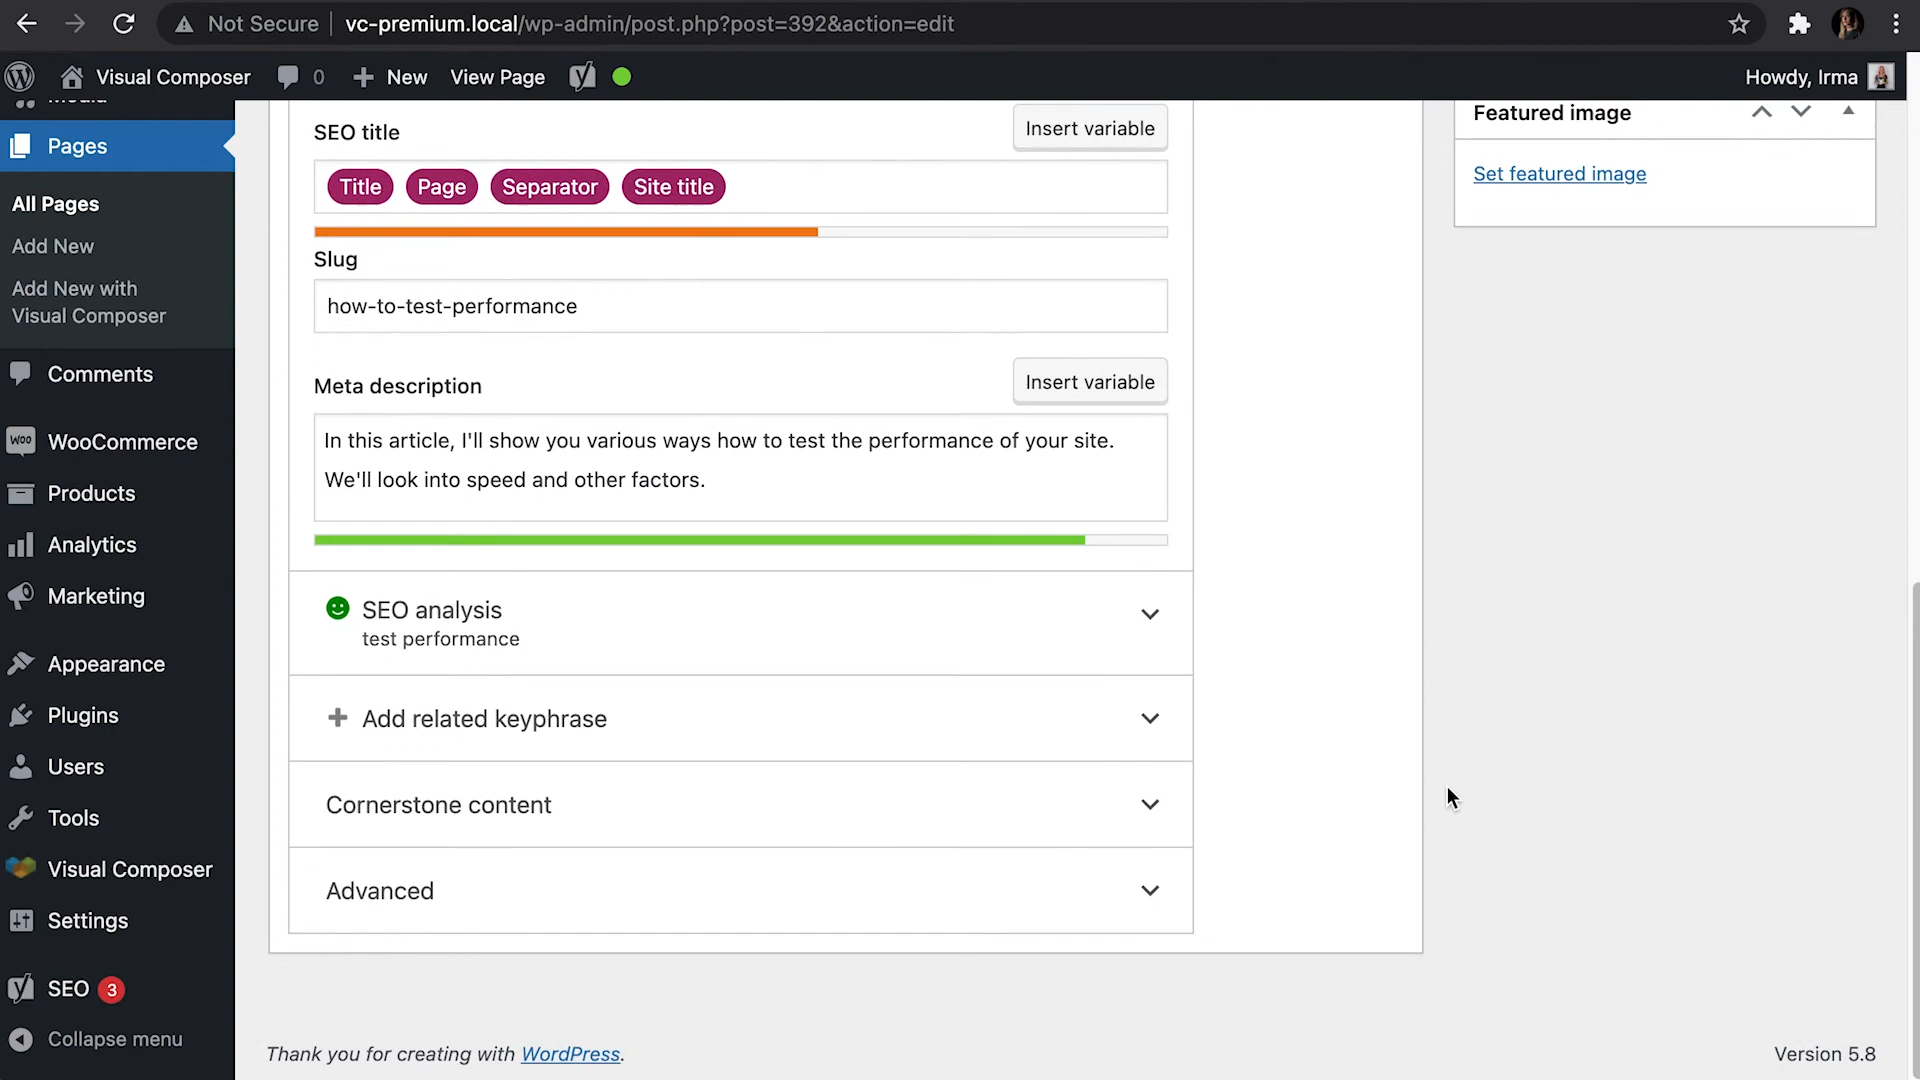 Not Secure
vc-premium.local/wp-admin/post.php?post=392&action=edit
Visual Composer
0
New
View Page
Howdy, Irma
Media
Pages
All Pages
Add New
Add New with
Visual Composer
Comments
WOO
WooCommerce
Products
Analytics
Marketing
Appearance
Plugins
Users
Tools
Visual Composer
Settings
SEO 3
Collapse menu
SEO title
Insert variable
Title
Page
Separator
Site title
Slug
how-to-test-performance
Meta description
Insert variable
In this article, I'll show you various ways how to test the performance of your site.
We'll look into speed and other factors.
SEO analysis
test performance
Add related keyphrase
Cornerstone content
Advanced
Featured image
Set featured image
Thank you for creating with WordPress.
Version 5.8